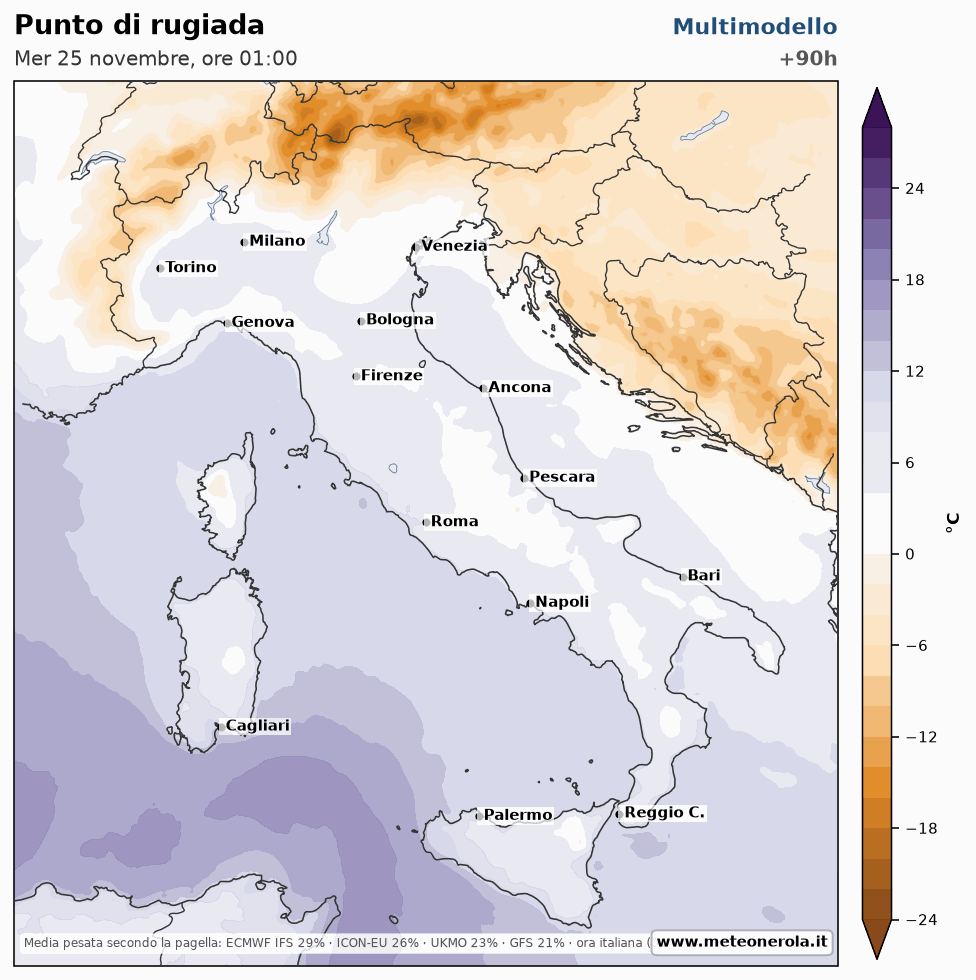 Punto di rugiada
Multimodello
Mer 25 novembre, ore 01:00
+90h
Milano
Venezia
Torino
Genova
Bologna
Firenze
Ancona
Pescara
Roma
Bari
Napoli
Cagliari
Palermo
Reggio C.
24
18
12
6
0
−6
−12
−18
−24
°C
Media pesata secondo la pagella: ECMWF IFS 29% · ICON-EU 26% · UKMO 23% · GFS 21% · ora italiana (
www.meteonerola.it